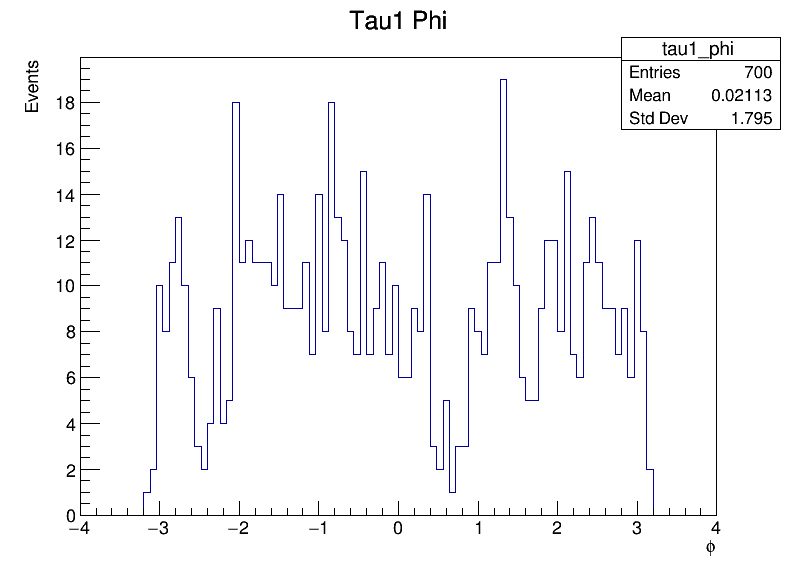 Tau1 Phi
tau1_phi
Entries 700
Mean 0.02113
Std Dev 1.795
Events
18
16
14
12
10
8
6
4
2
0
−4 −3 −2 −1 0 1 2 3 4
ϕ